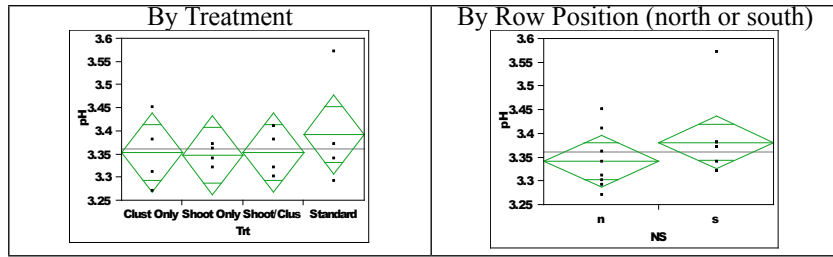 By Treatment
3.6
3.55
3.5
3.45
pH
3.4
3.35
3.3
3.25
Clust Only Shoot Only Shoot/Clus Standard
Trt
By Row Position (north or south)
3.6
3.55
3.5
3.45
pH
3.4
3.35
3.3
3.25
n s
NS